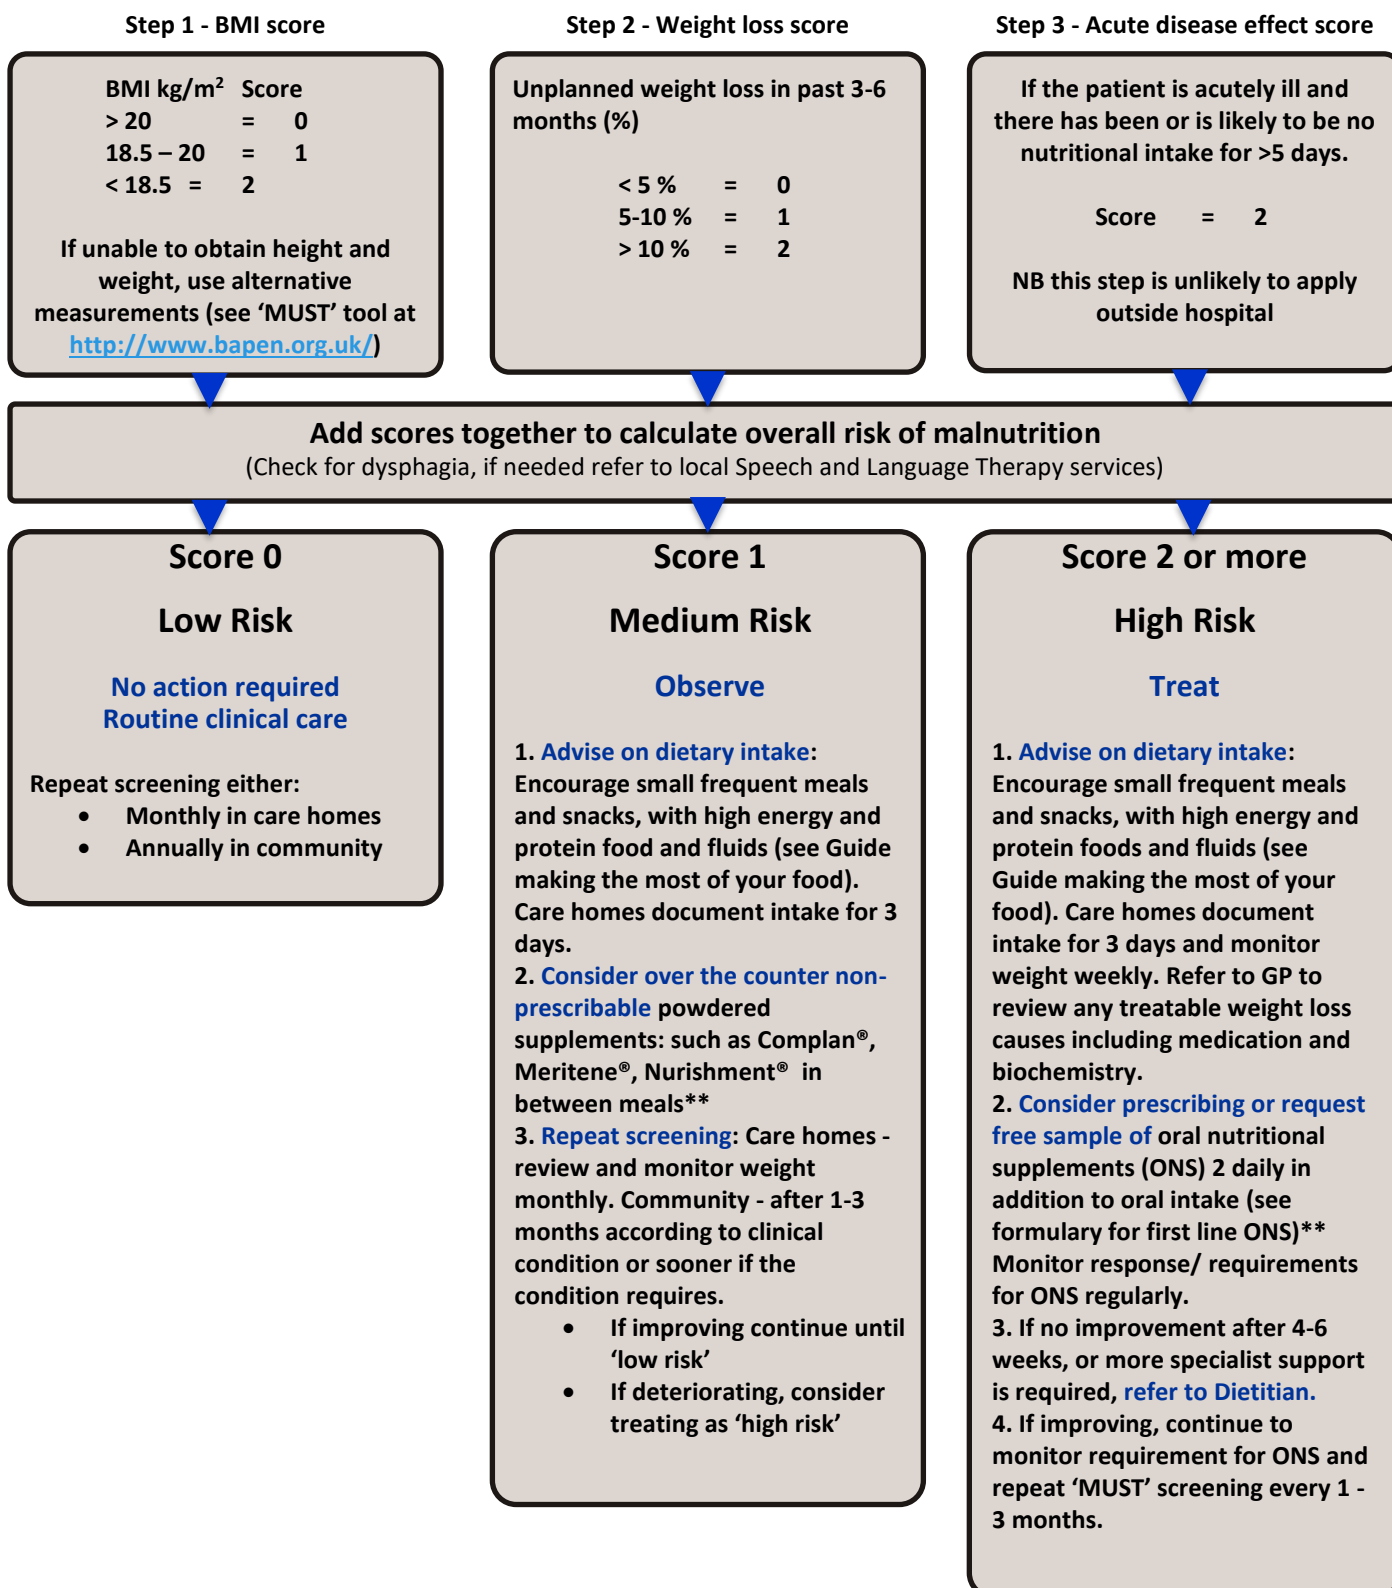 Step 1 - BMI score
BMI kg/m² Score
> 20 = 0
18.5 – 20 = 1
< 18.5 = 2
If unable to obtain height and
weight, use alternative
measurements (see ‘MUST’ tool at
http://www.bapen.org.uk/)
Step 2 - Weight loss score
Unplanned weight loss in past 3-6
months (%)
< 5 % = 0
5-10 % = 1
> 10 % = 2
Step 3 - Acute disease effect score
If the patient is acutely ill and
there has been or is likely to be no
nutritional intake for >5 days.
Score = 2
NB this step is unlikely to apply
outside hospital
Add scores together to calculate overall risk of malnutrition
(Check for dysphagia, if needed refer to local Speech and Language Therapy services)
Score 0
Low Risk
No action required
Routine clinical care
Repeat screening either:
• Monthly in care homes
• Annually in community
Score 1
Medium Risk
Observe
1. Advise on dietary intake:
Encourage small frequent meals
and snacks, with high energy and
protein food and fluids (see Guide
making the most of your food).
Care homes document intake for 3
days.
2. Consider over the counter non-
prescribable powdered
supplements: such as Complan®,
Meritene®, Nurishment® in
between meals**
3. Repeat screening: Care homes -
review and monitor weight
monthly. Community - after 1-3
months according to clinical
condition or sooner if the
condition requires.
• If improving continue until
‘low risk’
• If deteriorating, consider
treating as ‘high risk’
Score 2 or more
High Risk
Treat
1. Advise on dietary intake:
Encourage small frequent meals
and snacks, with high energy and
protein foods and fluids (see
Guide making the most of your
food). Care homes document
intake for 3 days and monitor
weight weekly. Refer to GP to
review any treatable weight loss
causes including medication and
biochemistry.
2. Consider prescribing or request
free sample of oral nutritional
supplements (ONS) 2 daily in
addition to oral intake (see
formulary for first line ONS)**
Monitor response/ requirements
for ONS regularly.
3. If no improvement after 4-6
weeks, or more specialist support
is required, refer to Dietitian.
4. If improving, continue to
monitor requirement for ONS and
repeat ‘MUST’ screening every 1 -
3 months.